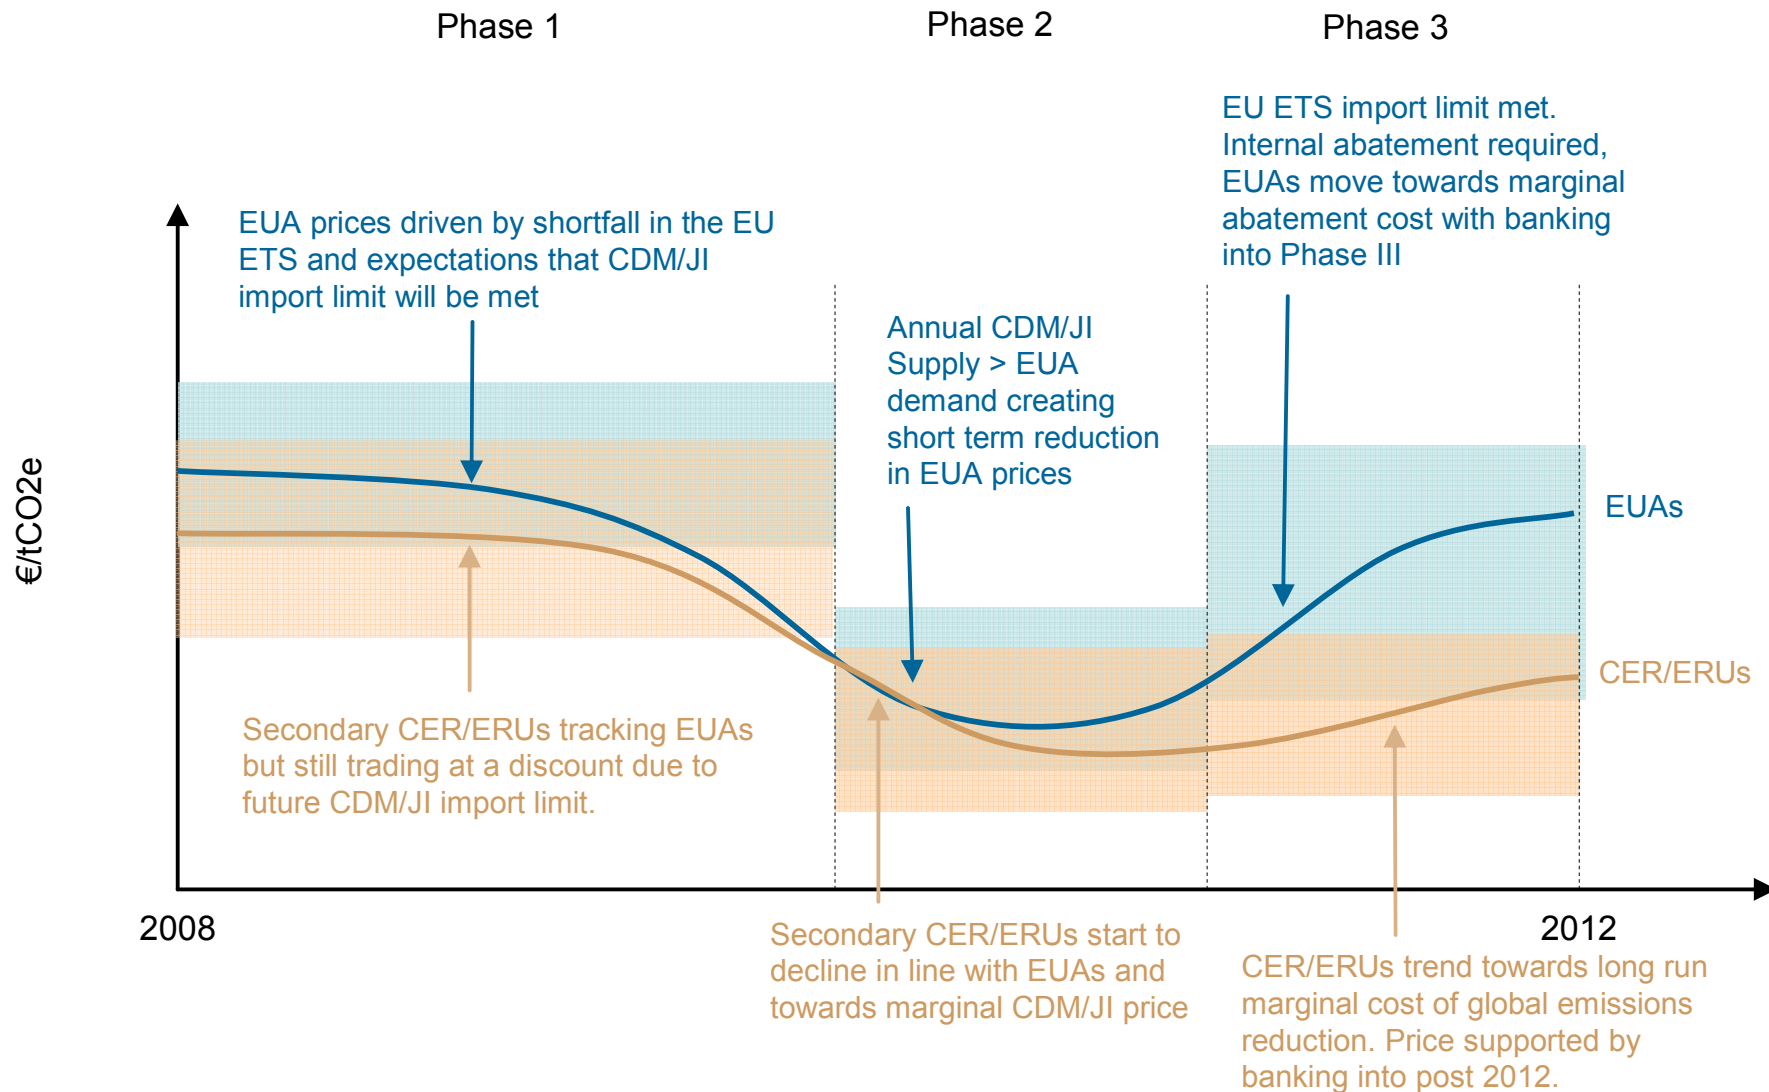 Phase 1
Phase 2
Phase 3
EU ETS import limit met.
Internal abatement required,
EUAs move towards marginal
abatement cost with banking
into Phase III
EUA prices driven by shortfall in the EU
ETS and expectations that CDM/JI
import limit will be met
Annual CDM/JI
Supply > EUA
demand creating
short term reduction
in EUA prices
€/tCO2e
EUAs
CER/ERUs
Secondary CER/ERUs tracking EUAs
but still trading at a discount due to
future CDM/JI import limit.
2008
2012
Secondary CER/ERUs start to
decline in line with EUAs and
towards marginal CDM/JI price
CER/ERUs trend towards long run
marginal cost of global emissions
reduction. Price supported by
banking into post 2012.